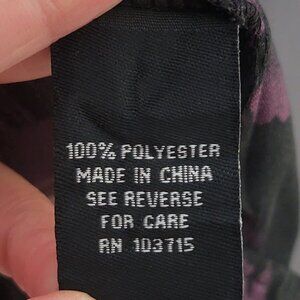 100% POLYESTER
MADE IN CHINA
SEE REVERSE
FOR CARE
RN 103715